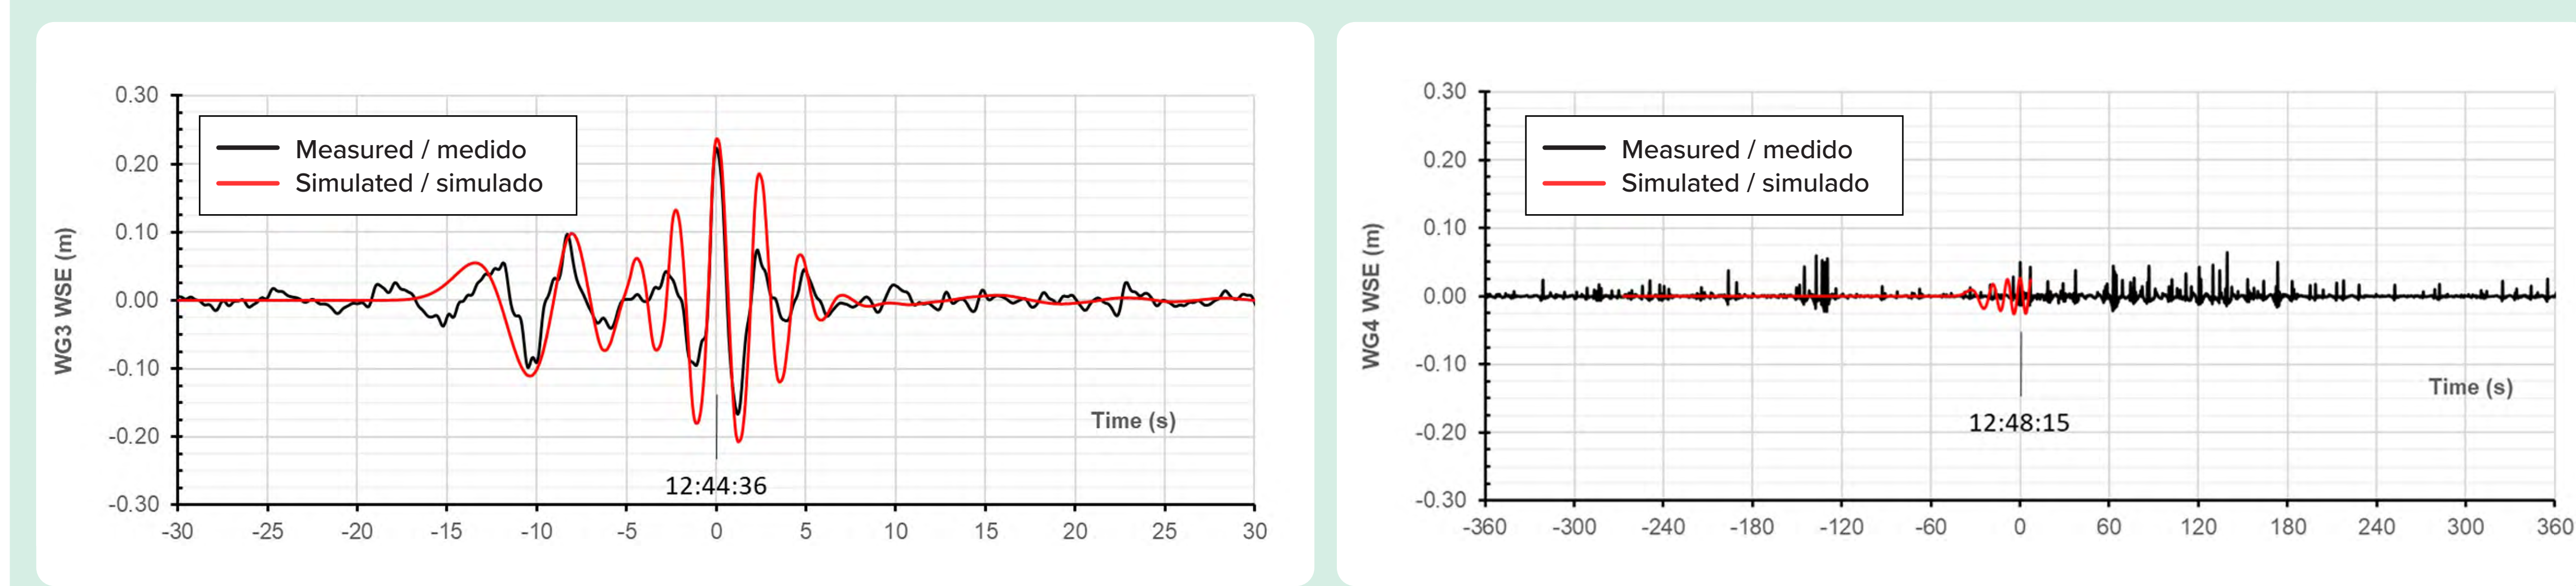 0.30
0.20
0.10
0.00
-0.10
-0.20
-0.30
WG3 WSE (m)
Measured / medido
Simulated / simulado
Time (s)
12:44:36
-30 -25 -20 -15 -10 -5 0 5 10 15 20 25 30
0.30
0.20
0.10
0.00
-0.10
-0.20
-0.30
WG4 WSE (m)
Measured / medido
Simulated / simulado
Time (s)
12:48:15
-360 -300 -240 -180 -120 -60 0 60 120 180 240 300 360